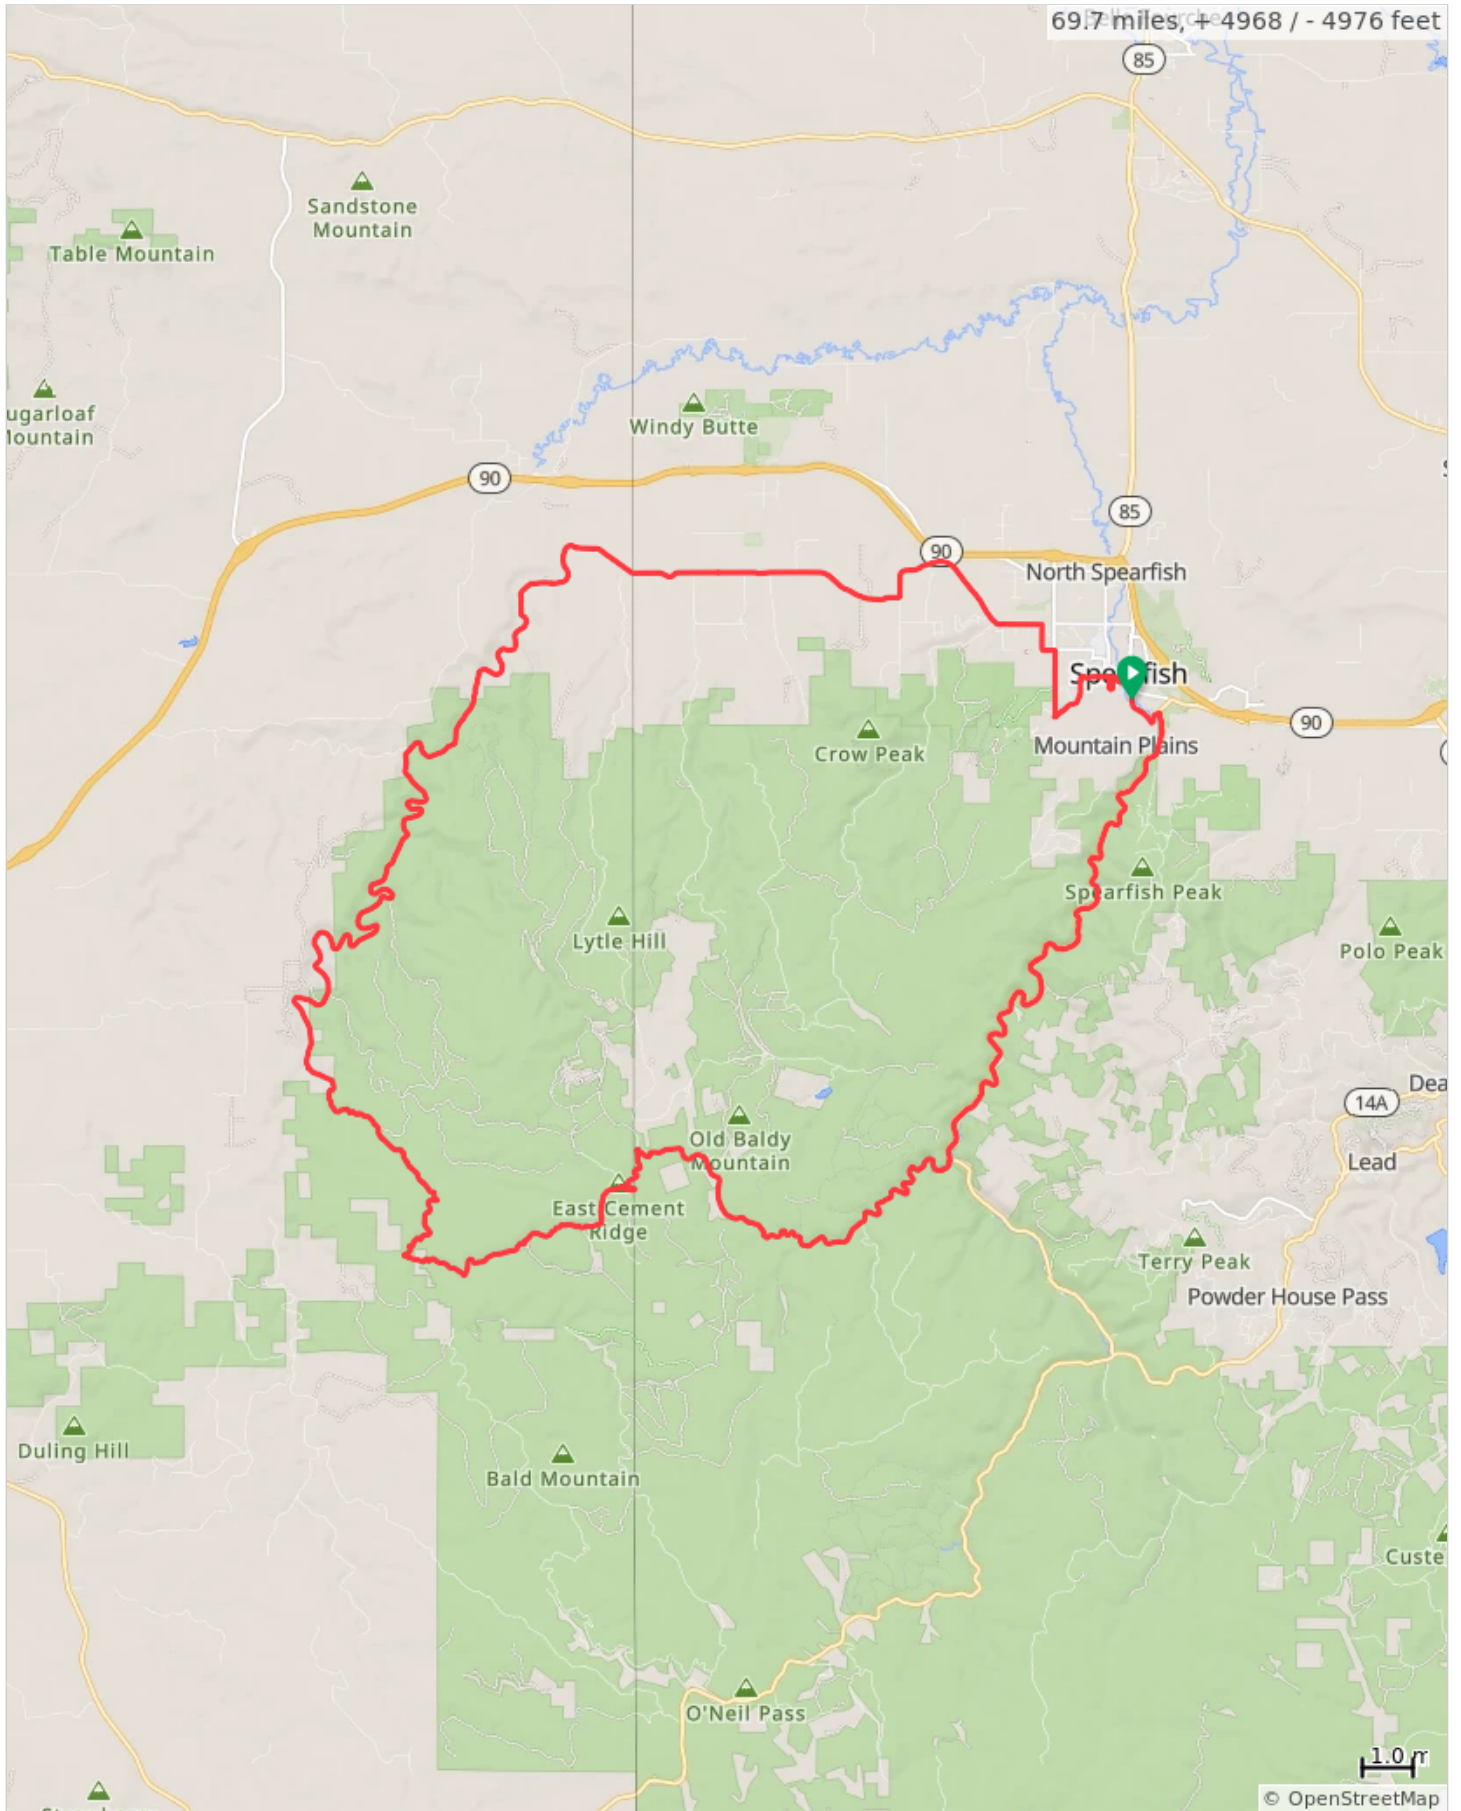 69.7 miles, + 4968 / - 4976 feet
85
Sandstone
Mountain
Table Mountain
ugarloaf
Mountain
Windy Butte
90
85
90
North Spearfish
Spearfish
90
Crow Peak
Mountain Plains
Spearfish Peak
Lytle Hill
Polo Peak
Dea
14A
Old Baldy
Mountain
Lead
East Cement
Ridge
Terry Peak
Powder House Pass
Duling Hill
Bald Mountain
Custe
O'Neil Pass
1.0 m
© OpenStreetMap